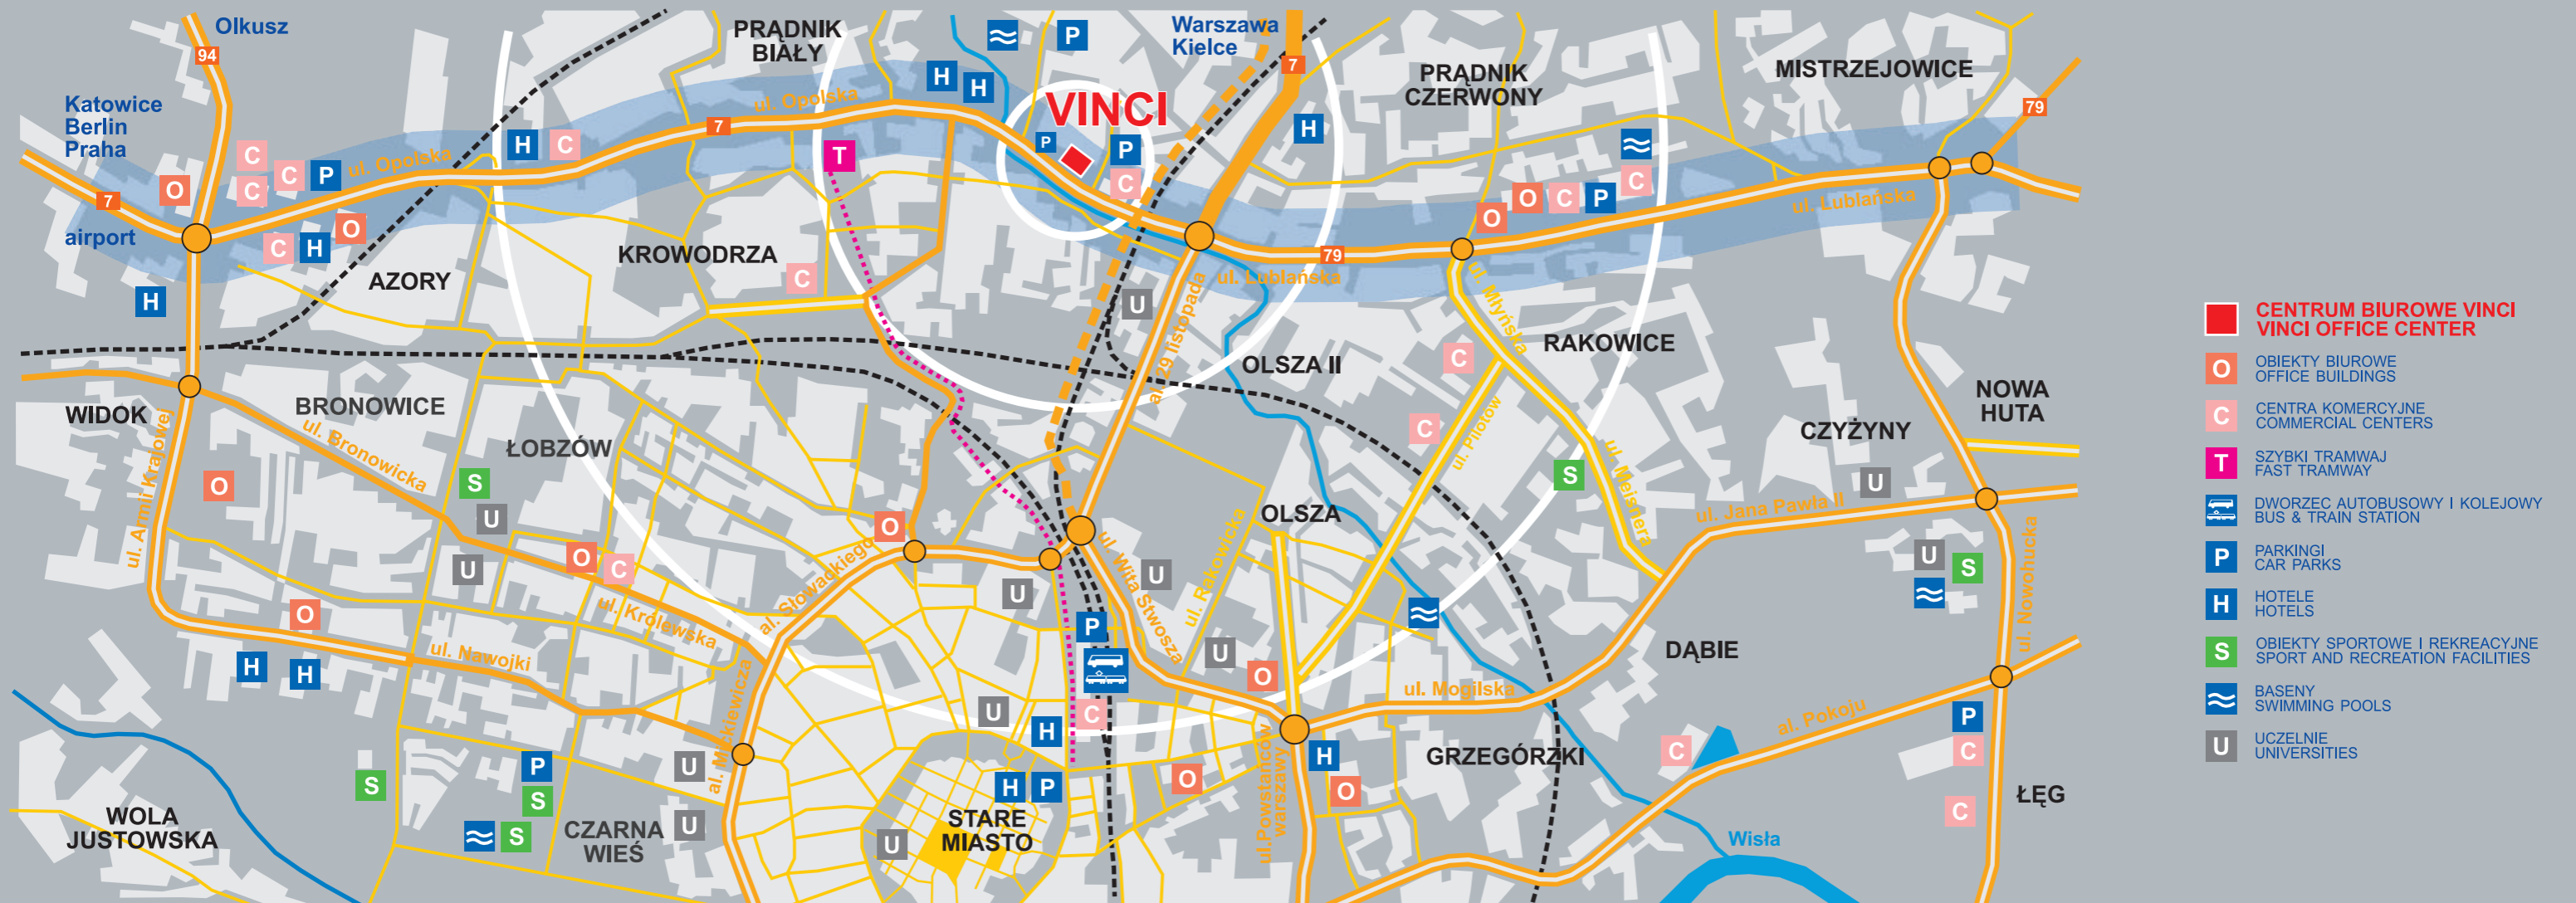 Olkusz
94
PRĄDNIK
BIAŁY
P
Warszawa
Kielce
7
PRĄDNIK
CZERWONY
MISTRZEJOWICE
79
Katowice
Berlin
Praha
H
H
VINCI
ul. Opolska
7
H
C
C
C
C
P
ul. Opolska
T
P
P
C
H
C
O
C
P
O
O
7
airport
O
C
H
H
AZORY
KROWODRZA
C
U
79
ul. Lublańska
ul. Lublańska
ul. Młyńska
al. 29 listopada
OLSZA II
RAKOWICE
C
C
ul. Pilotów
ul. Meisnera
S
WIDOK
BRONOWICE
ul. Bronowicka
ŁOBZÓW
ul. Armii Krajowej
O
S
U
U
O
C
O
al. Słowackiego
ul. Królewska
O
ul. Nawojki
H
H
U
ul. Wita Stwosza
U
ul. Rakowicka
OLSZA
U
O
P
C
U
H
NOWA
HUTA
CZYŻYNY
U
ul. Jana Pawła II
U
S
ul. Nowohucka
DĄBIE
ul. Mogilska
al. Pokoju
GRZEGÓRZKI
C
P
C
C
ŁĘG
al. Mickiewicza
U
U
P
S
S
S
CZARNA
WIEŚ
WOLA
JUSTOWSKA
H
P
STARE
MIASTO
U
O
ul.Powstańców
warszawy
H
O
Wisła
CENTRUM BIUROWE VINCI
VINCI OFFICE CENTER
O
OBIEKTY BIUROWE
OFFICE BUILDINGS
C
CENTRA KOMERCYJNE
COMMERCIAL CENTERS
T
SZYBKI TRAMWAJ
FAST TRAMWAY
DWORZEC AUTOBUSOWY I KOLEJOWY
BUS & TRAIN STATION
P
PARKINGI
CAR PARKS
H
HOTELE
HOTELS
S
OBIEKTY SPORTOWE I REKREACYJNE
SPORT AND RECREATION FACILITIES
BASENY
SWIMMING POOLS
U
UCZELNIE
UNIVERSITIES